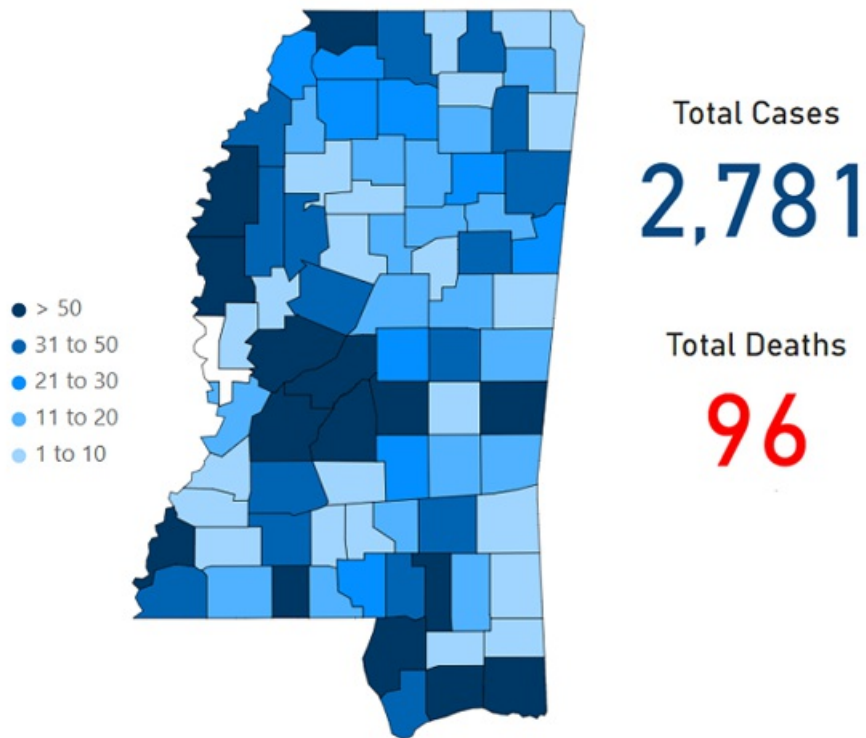 Total Cases
2,781
> 50
31 to 50
21 to 30
11 to 20
1 to 10
Total Deaths
96